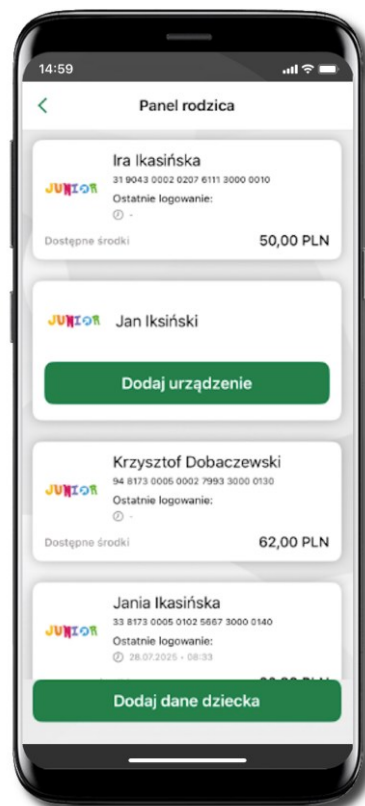 14:59
Panel rodzica
Ira Ikasińska
31 9043 0002 0207 6111 3000 0010
JUNIOR
Ostatnie logowanie:
-
Dostępne środki 50,00 PLN
JUNIOR Jan Iksiński
Dodaj urządzenie
Krzysztof Dobaczewski
94 8173 0005 0002 7993 3000 0130
JUNIOR
Ostatnie logowanie:
-
Dostępne środki 62,00 PLN
Jania Ikasińska
33 8173 0005 0102 5667 3000 0140
JUNIOR
Ostatnie logowanie:
28.07.2025 - 08:33
Dodaj dane dziecka